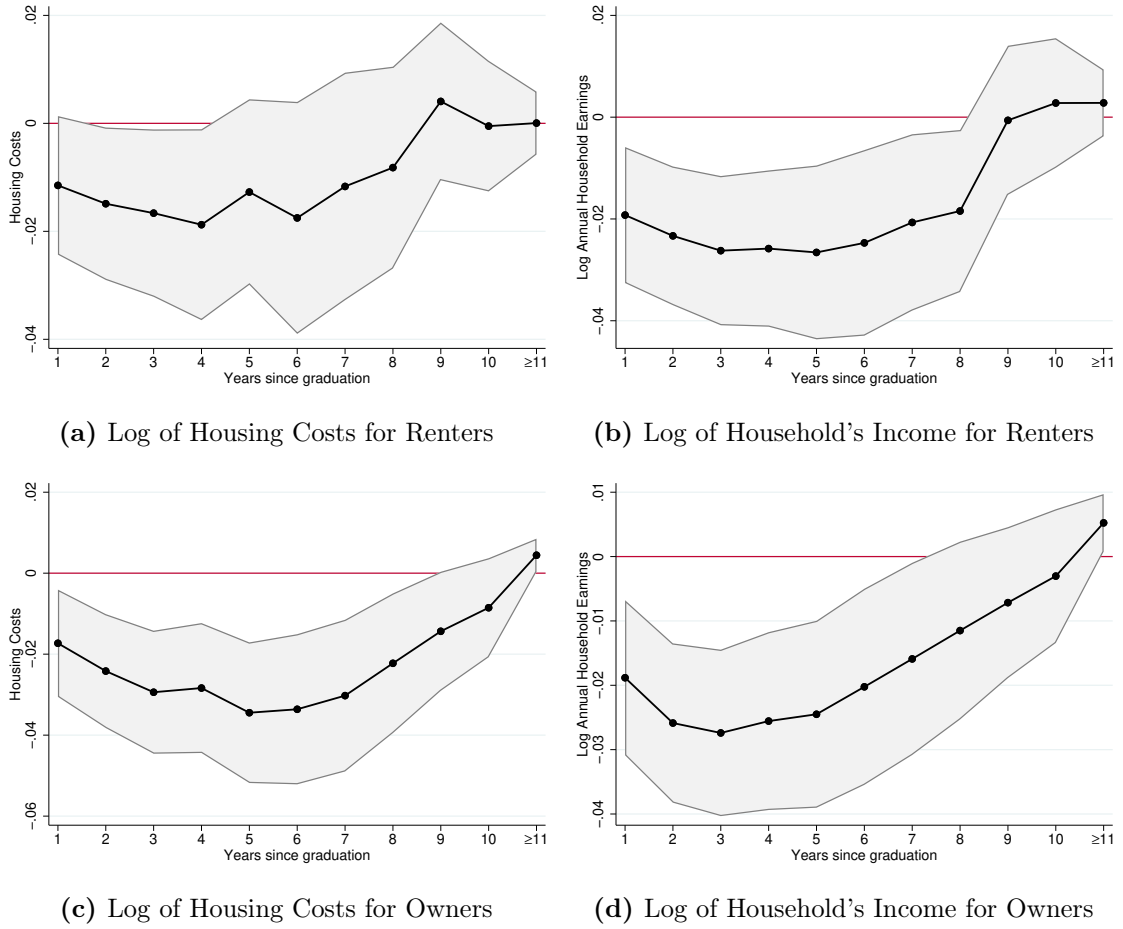 .02
0
-.02
-.04
Housing Costs
1 2 3 4 5 6 7 8 9 10 ≥11
Years since graduation
(a) Log of Housing Costs for Renters
.02
0
-.02
-.04
Log Annual Household Earnings
1 2 3 4 5 6 7 8 9 10 ≥11
Years since graduation
(b) Log of Household's Income for Renters
.02
0
-.02
-.04
-.06
Housing Costs
1 2 3 4 5 6 7 8 9 10 ≥11
Years since graduation
(c) Log of Housing Costs for Owners
.01
0
-.01
-.02
-.03
-.04
Log Annual Household Earnings
1 2 3 4 5 6 7 8 9 10 ≥11
Years since graduation
(d) Log of Household's Income for Owners